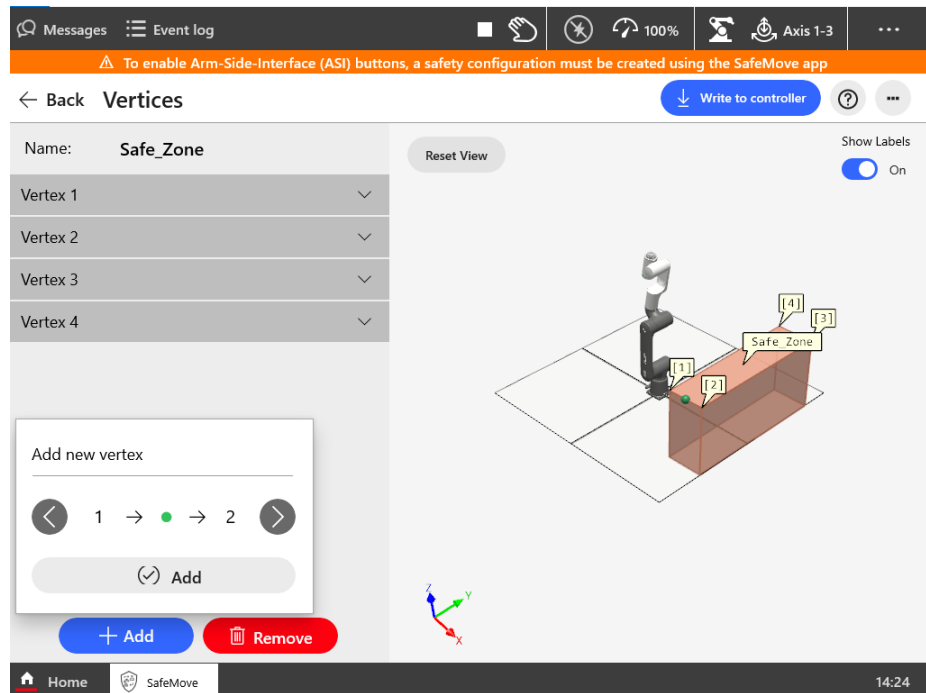 Messages
Event log
100%
Axis 1-3
...
To enable Arm-Side-Interface (ASI) buttons, a safety configuration must be created using the SafeMove app
Back
Vertices
Write to controller
?
...
Name:
Safe_Zone
Reset View
Show Labels
On
Vertex 1
Vertex 2
Vertex 3
Vertex 4
[4]
[3]
Safe_Zone
[1]
[2]
Add new vertex
1 → ● → 2
Add
+ Add
Remove
Z
Y
X
Home
SafeMove
14:24